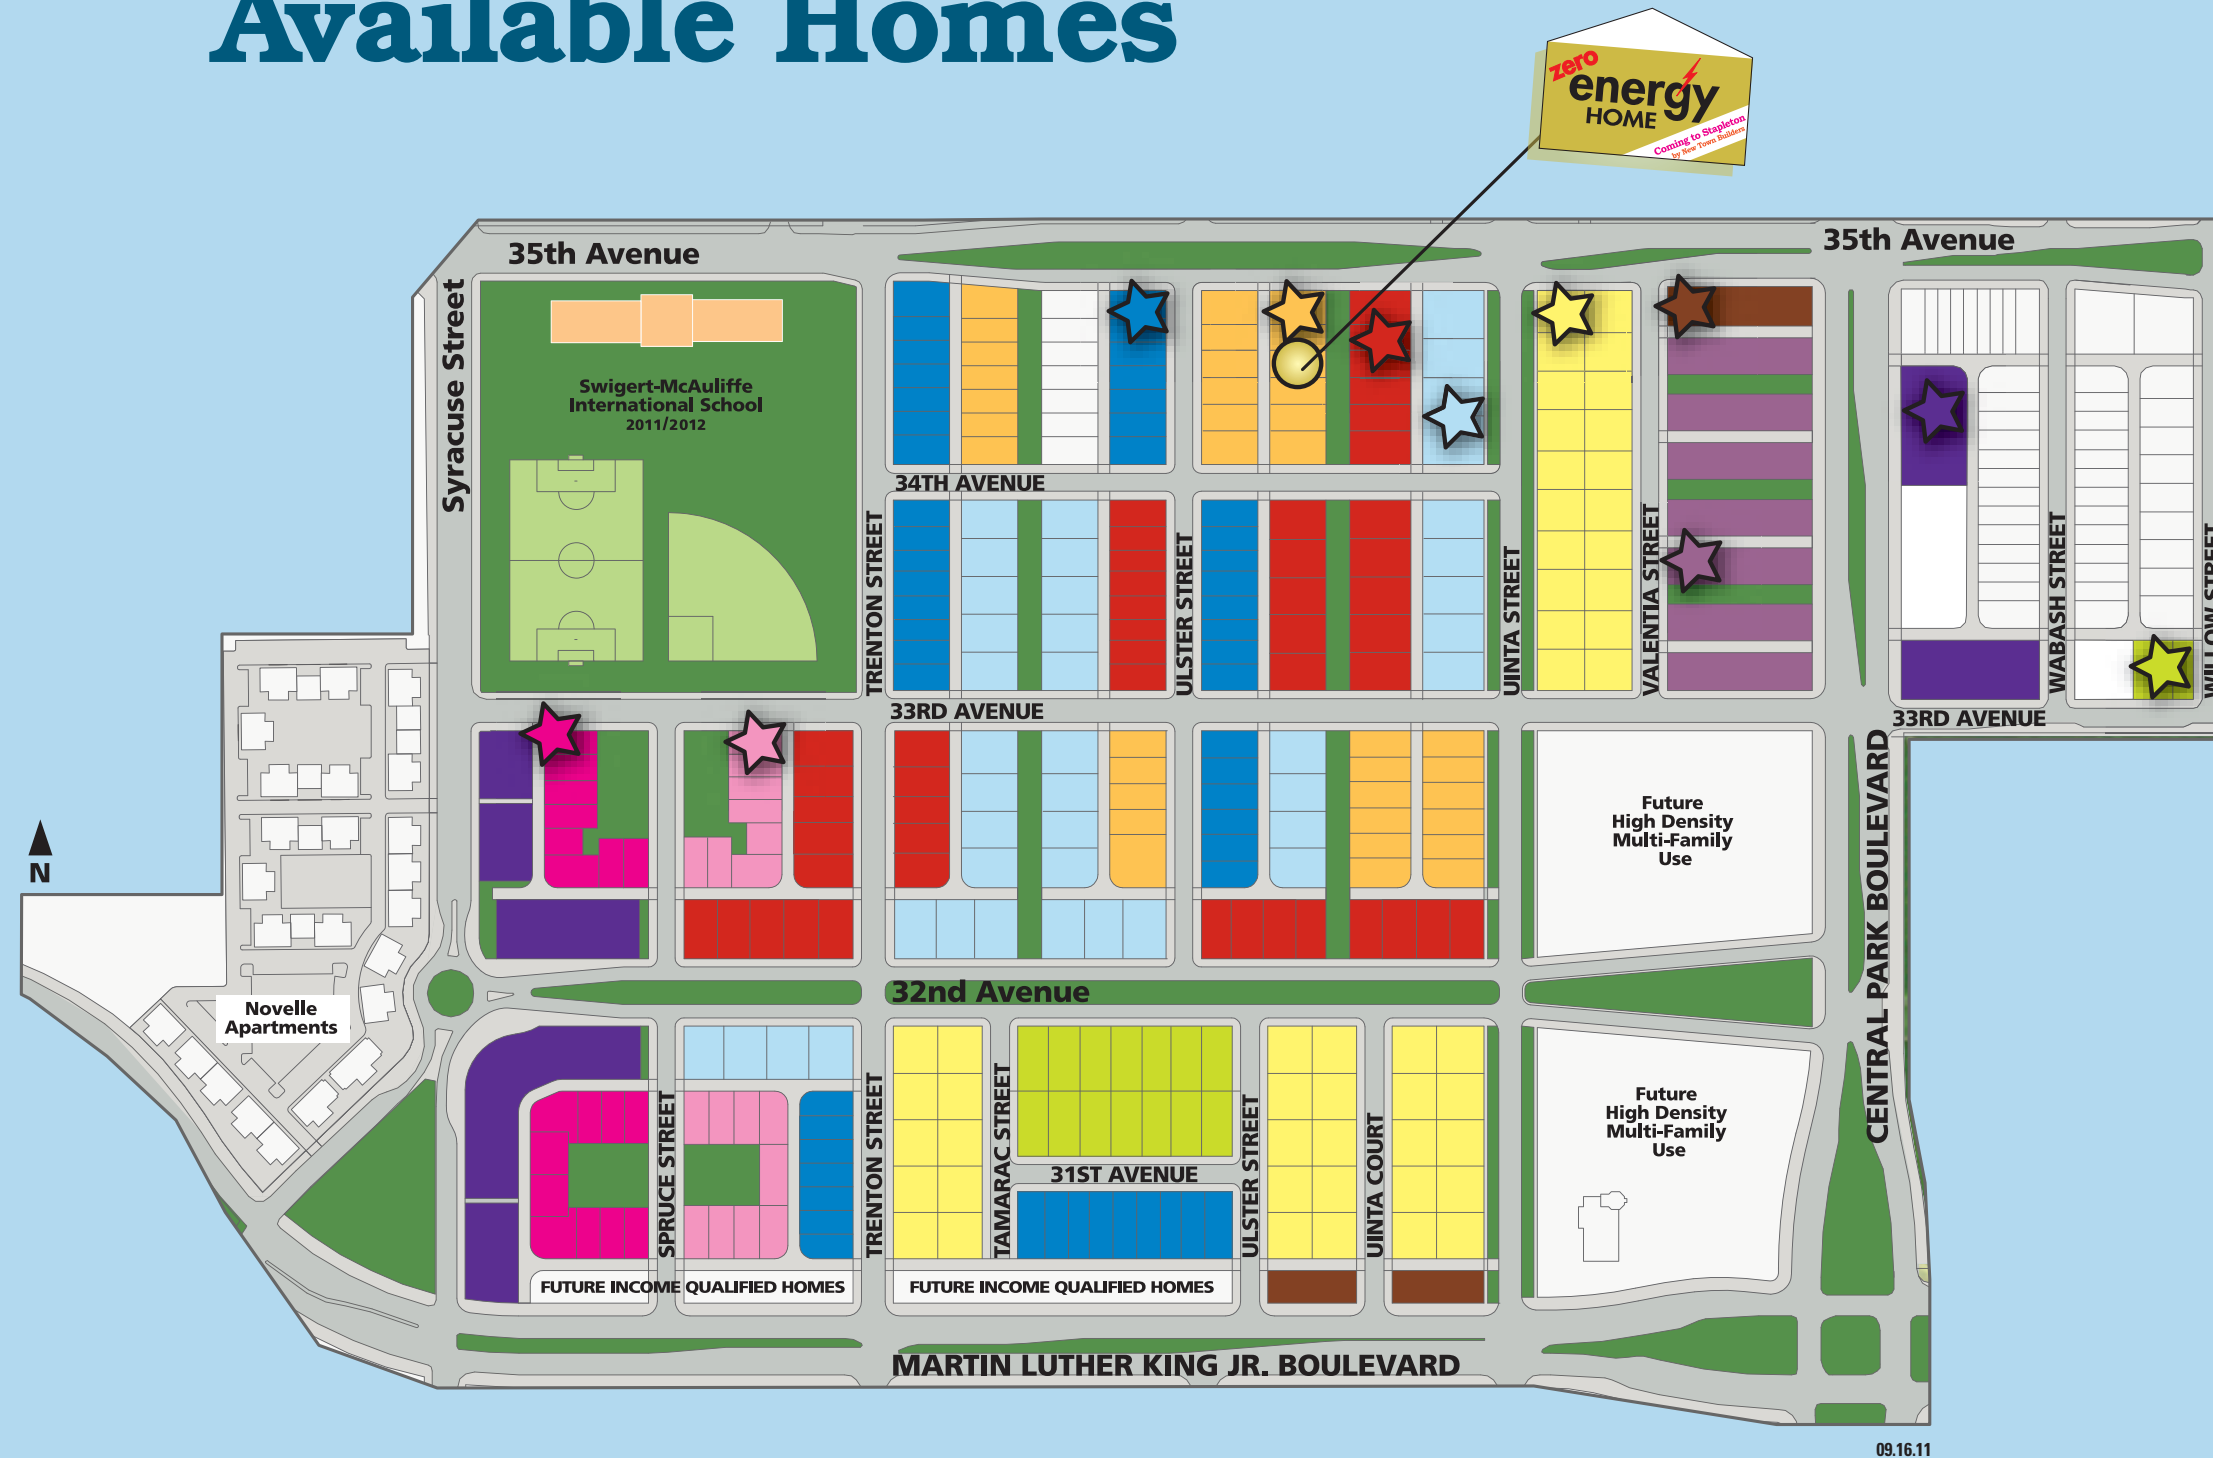 Available Homes
zero
energy
HOME
Coming to Stapleton
by New Town Builders
35th Avenue
35th Avenue
Syracuse Street
Swigert-McAuliffe
International School
2011/2012
34TH AVENUE
TRENTON STREET
ULSTER STREET
UINTA STREET
VALENTIA STREET
WABASH STREET
WILLOW STREET
33RD AVENUE
33RD AVENUE
Future
High Density
Multi-Family
Use
CENTRAL PARK BOULEVARD
N
32nd Avenue
Novelle
Apartments
SPRUCE STREET
TRENTON STREET
TAMARAC STREET
31ST AVENUE
ULSTER STREET
UINTA COURT
Future
High Density
Multi-Family
Use
FUTURE INCOME QUALIFIED HOMES
FUTURE INCOME QUALIFIED HOMES
MARTIN LUTHER KING JR. BOULEVARD
09.16.11